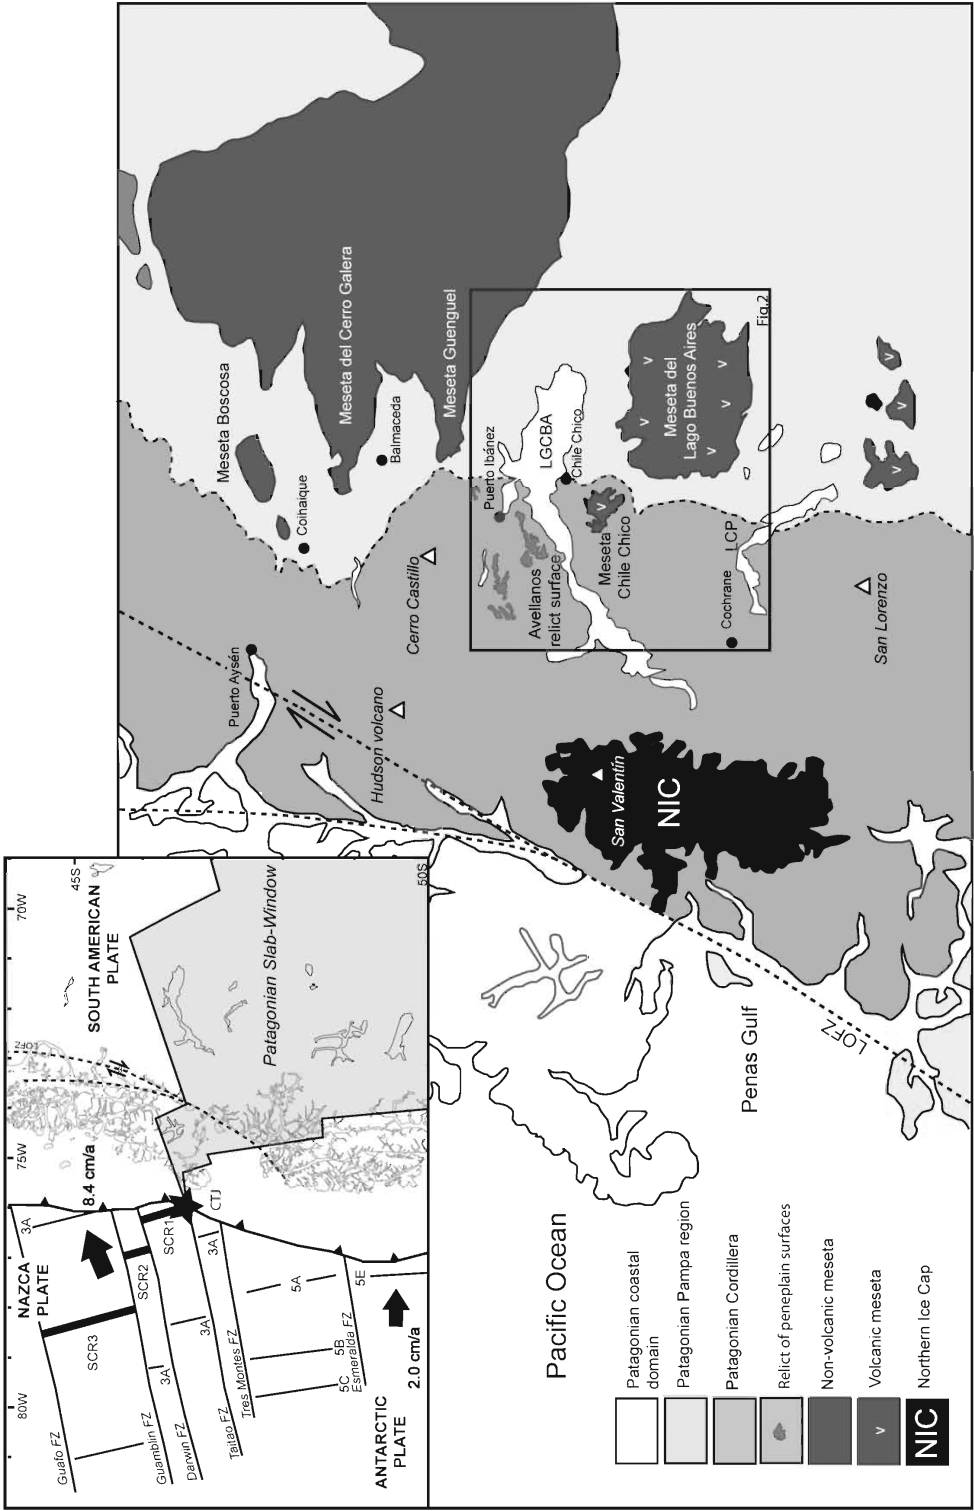 70W
75W
80W
45S
50S
SOUTH AMERICAN
PLATE
LOFZ
Patagonian Slab-Window
8.4 cm/a
NAZCA
PLATE
3A
CTJ
SCR1
SCR2
SCR3
3A
3A
3A
5A
5E
5B
5C
Guafo FZ
Guamblin FZ
Darwin FZ
Taitao FZ
Tres Montes FZ
Esmeralda FZ
ANTARCTIC
PLATE
2.0 cm/a
Meseta Boscosa
Coihaique
Meseta del Cerro Galera
Balmaceda
Meseta Guenguel
Puerto Aysén
Cerro Castillo
Hudson volcano
Puerto Ibánez
LGCBA
Chile Chico
Avellanos
relict surface
Meseta
Chile Chico
Meseta del
Lago Buenos Aires
v
v
v
v
v
v
Fig.2
LCP
Cochrane
San Lorenzo
v
v
v
San Valentín
NIC
LOFZ
Penas Gulf
Pacific Ocean
Patagonian coastal
domain
Patagonian Pampa region
Patagonian Cordillera
Relict of peneplain surfaces
Non-volcanic meseta
v
Volcanic meseta
NIC
Northern Ice Cap